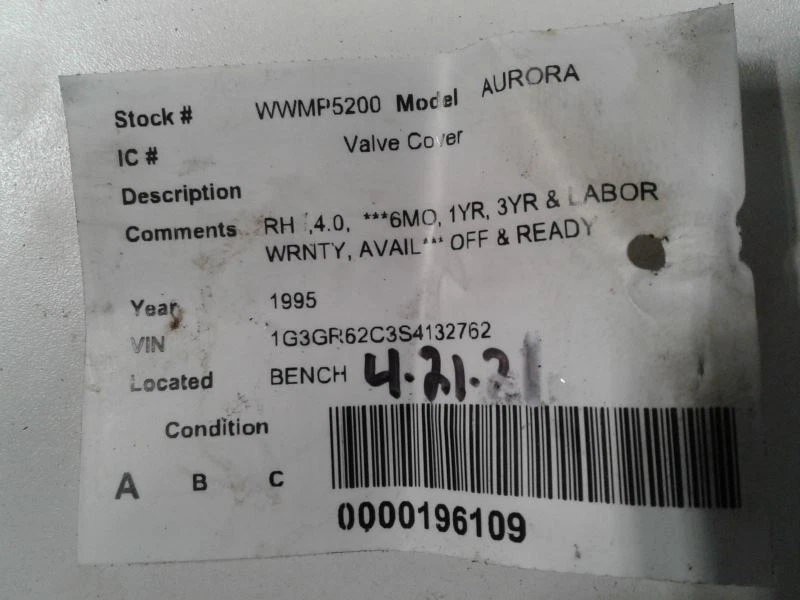 Stock # WWMP5200 Model AURORA
IC # Valve Cover
Description
Comments RH ,4.0, ***6MO, 1YR, 3YR & LABOR
WRNTY, AVAIL*** OFF & READY
Year 1995
VIN 1G3GR62C3S4132762
Located BENCH 4.21.21
Condition
A B C
0000196109